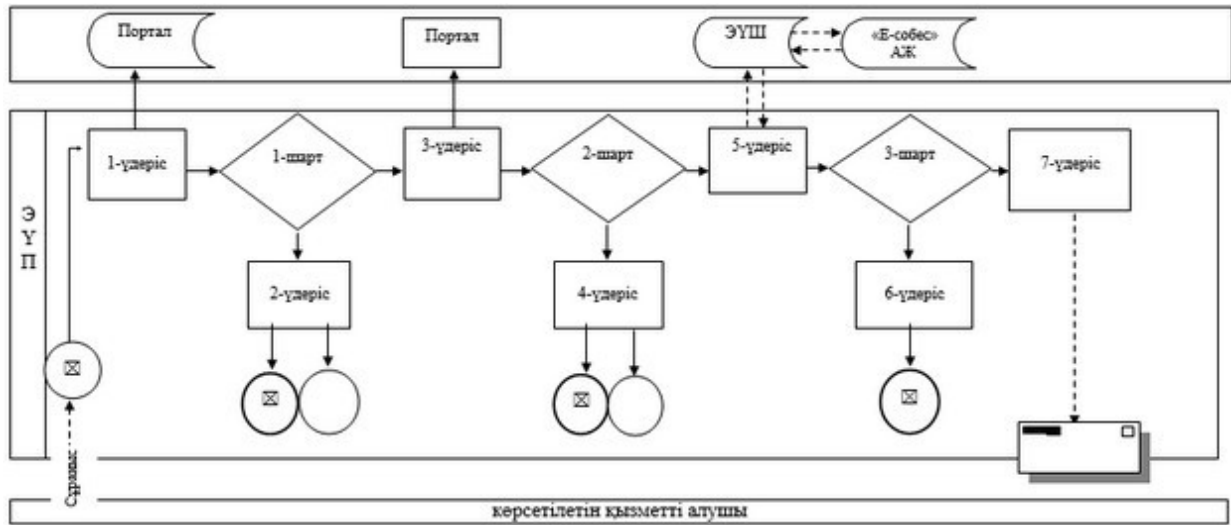 Портал
Портал
ЭҮШ
«Е-собес»
АЖ
1-үдеріс
1-шарт
3-үдеріс
2-шарт
5-үдеріс
3-шарт
7-үдеріс
Э
Ү
П
2-үдеріс
4-үдеріс
6-үдеріс
Сұраныс
көрсетілетін қызметті алушы